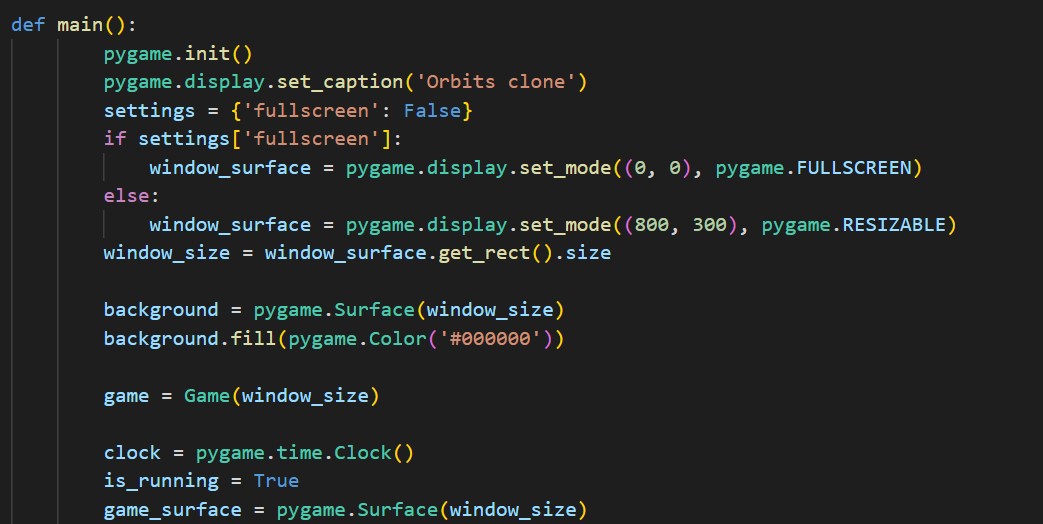 def main():
        pygame.init()
        pygame.display.set_caption('Orbits clone')
        settings = {'fullscreen': False}
        if settings['fullscreen']:
            window_surface = pygame.display.set_mode((0, 0), pygame.FULLSCREEN)
        else:
            window_surface = pygame.display.set_mode((800, 300), pygame.RESIZABLE)
        window_size = window_surface.get_rect().size

        background = pygame.Surface(window_size)
        background.fill(pygame.Color('#000000'))

        game = Game(window_size)

        clock = pygame.time.Clock()
        is_running = True
        game_surface = pygame.Surface(window_size)